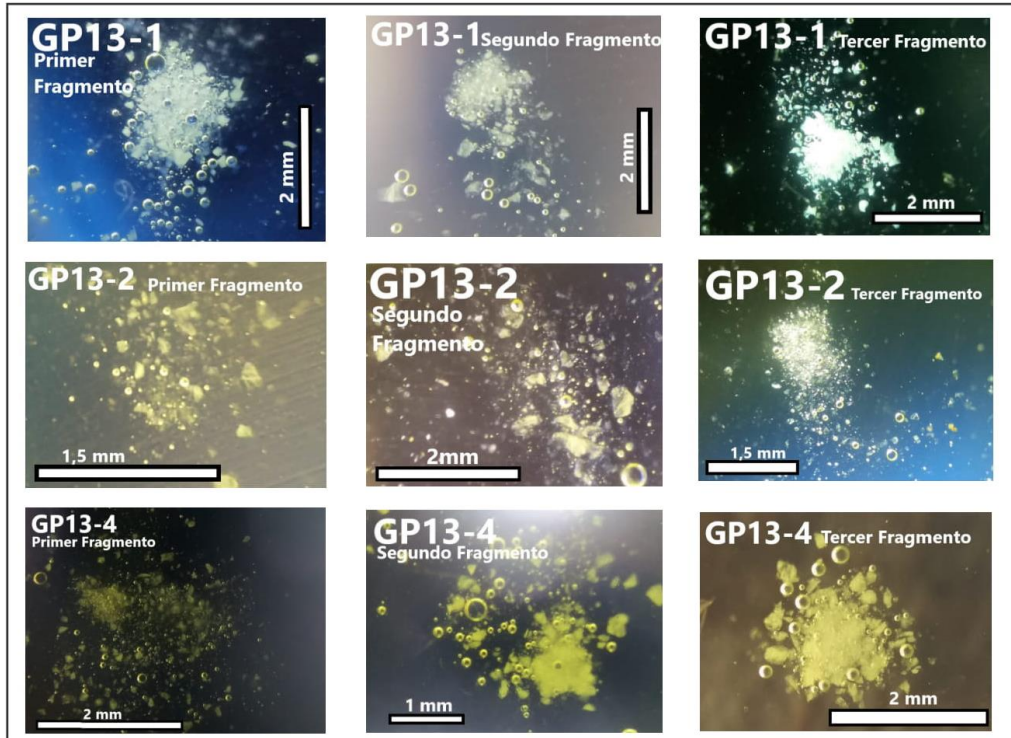 GP13-1
Primer
Fragmento
2 mm
GP13-1 Segundo Fragmento
2 mm
GP13-1 Tercer Fragmento
2 mm
GP13-2 Primer Fragmento
1,5 mm
GP13-2
Segundo
Fragmento
2mm
GP13-2 Tercer Fragmento
1,5 mm
GP13-4
Primer Fragmento
2 mm
GP13-4
Segundo Fragmento
1 mm
GP13-4 Tercer Fragmento
2 mm